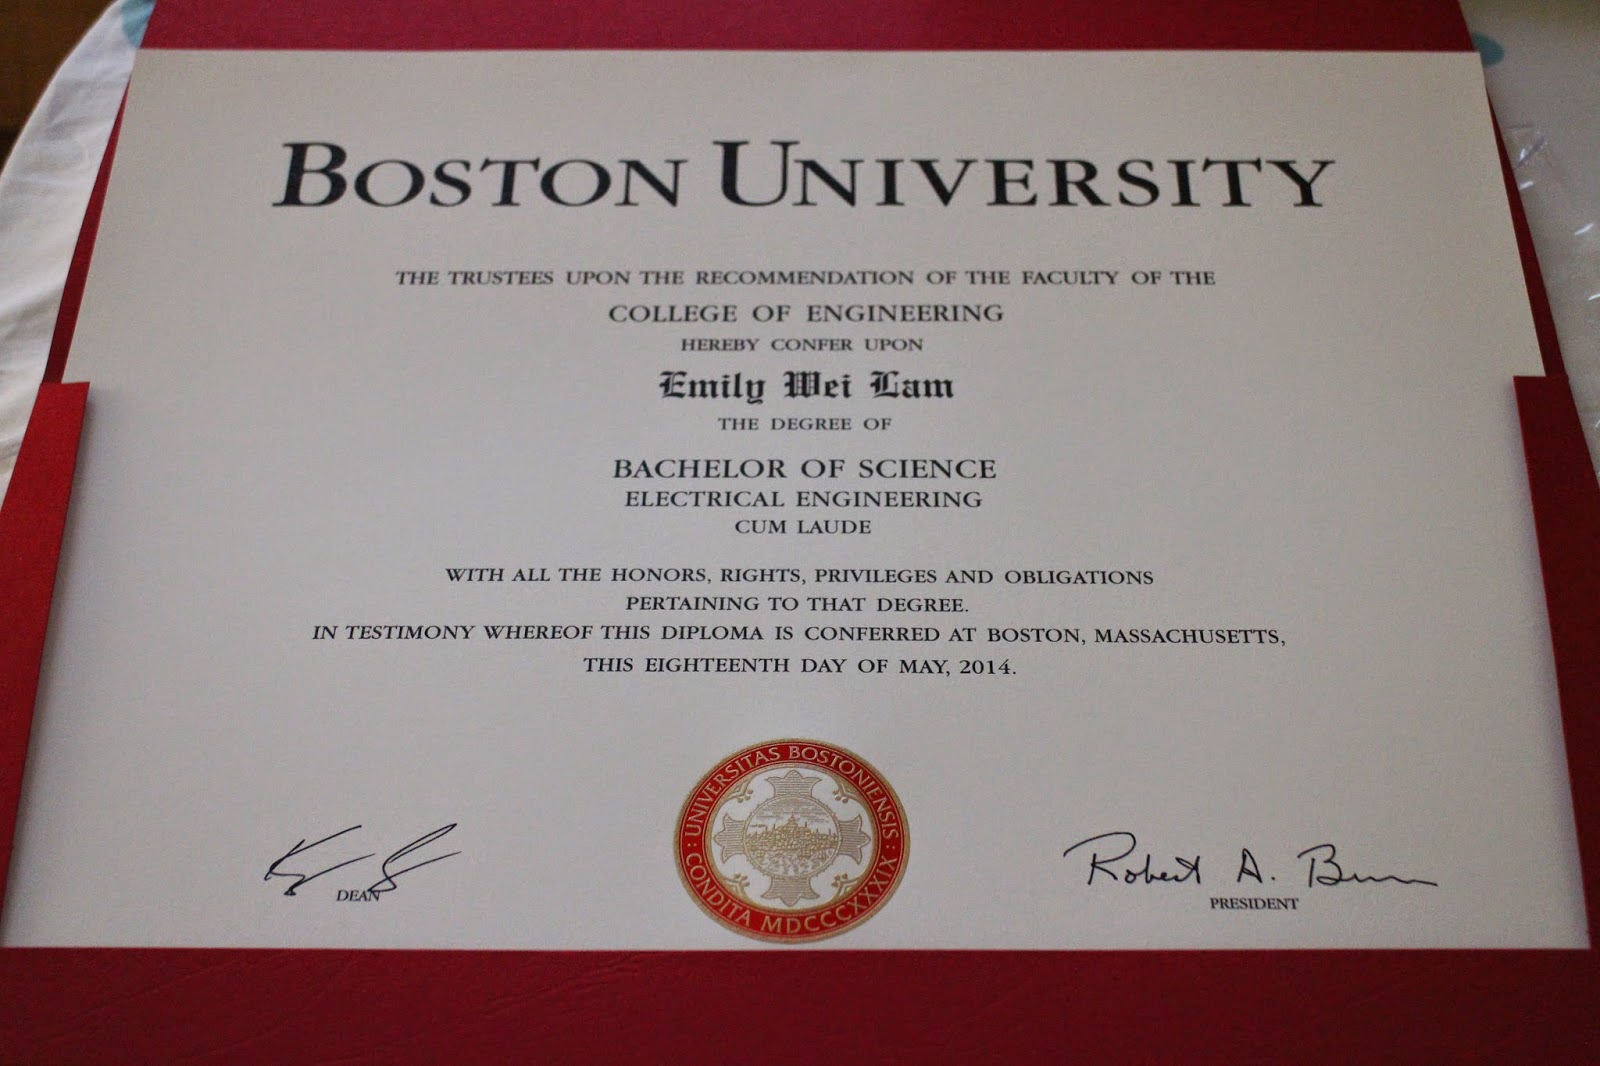 BOSTON UNIVERSITY
THE TRUSTEES UPON THE RECOMMENDATION OF THE FACULTY OF THE
COLLEGE OF ENGINEERING
HEREBY CONFER UPON
Emily Wei Lam
THE DEGREE OF
BACHELOR OF SCIENCE
ELECTRICAL ENGINEERING
CUM LAUDE
WITH ALL THE HONORS, RIGHTS, PRIVILEGES AND OBLIGATIONS
PERTAINING TO THAT DEGREE.
IN TESTIMONY WHEREOF THIS DIPLOMA IS CONFERRED AT BOSTON, MASSACHUSETTS,
THIS EIGHTEENTH DAY OF MAY, 2014.
UNIVERSITAS BOSTONIENSIS : CONDITA MDCCCXXXIX :
DEAN
Robert A.
PRESIDENT